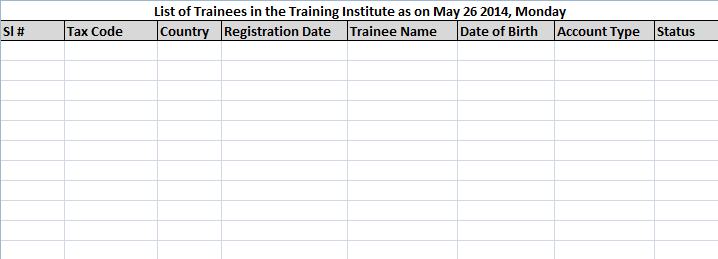 List of Trainees in the Training Institute as on May 26 2014, Monday
Sl # Tax Code Country Registration Date Trainee Name Date of Birth Account Type Status